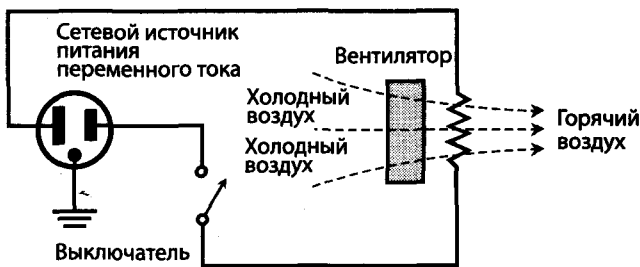 Сетевой источник
питания
переменного тока
Вентилятор
Холодный
воздух
Холодный
воздух
Горячий
воздух
Выключатель